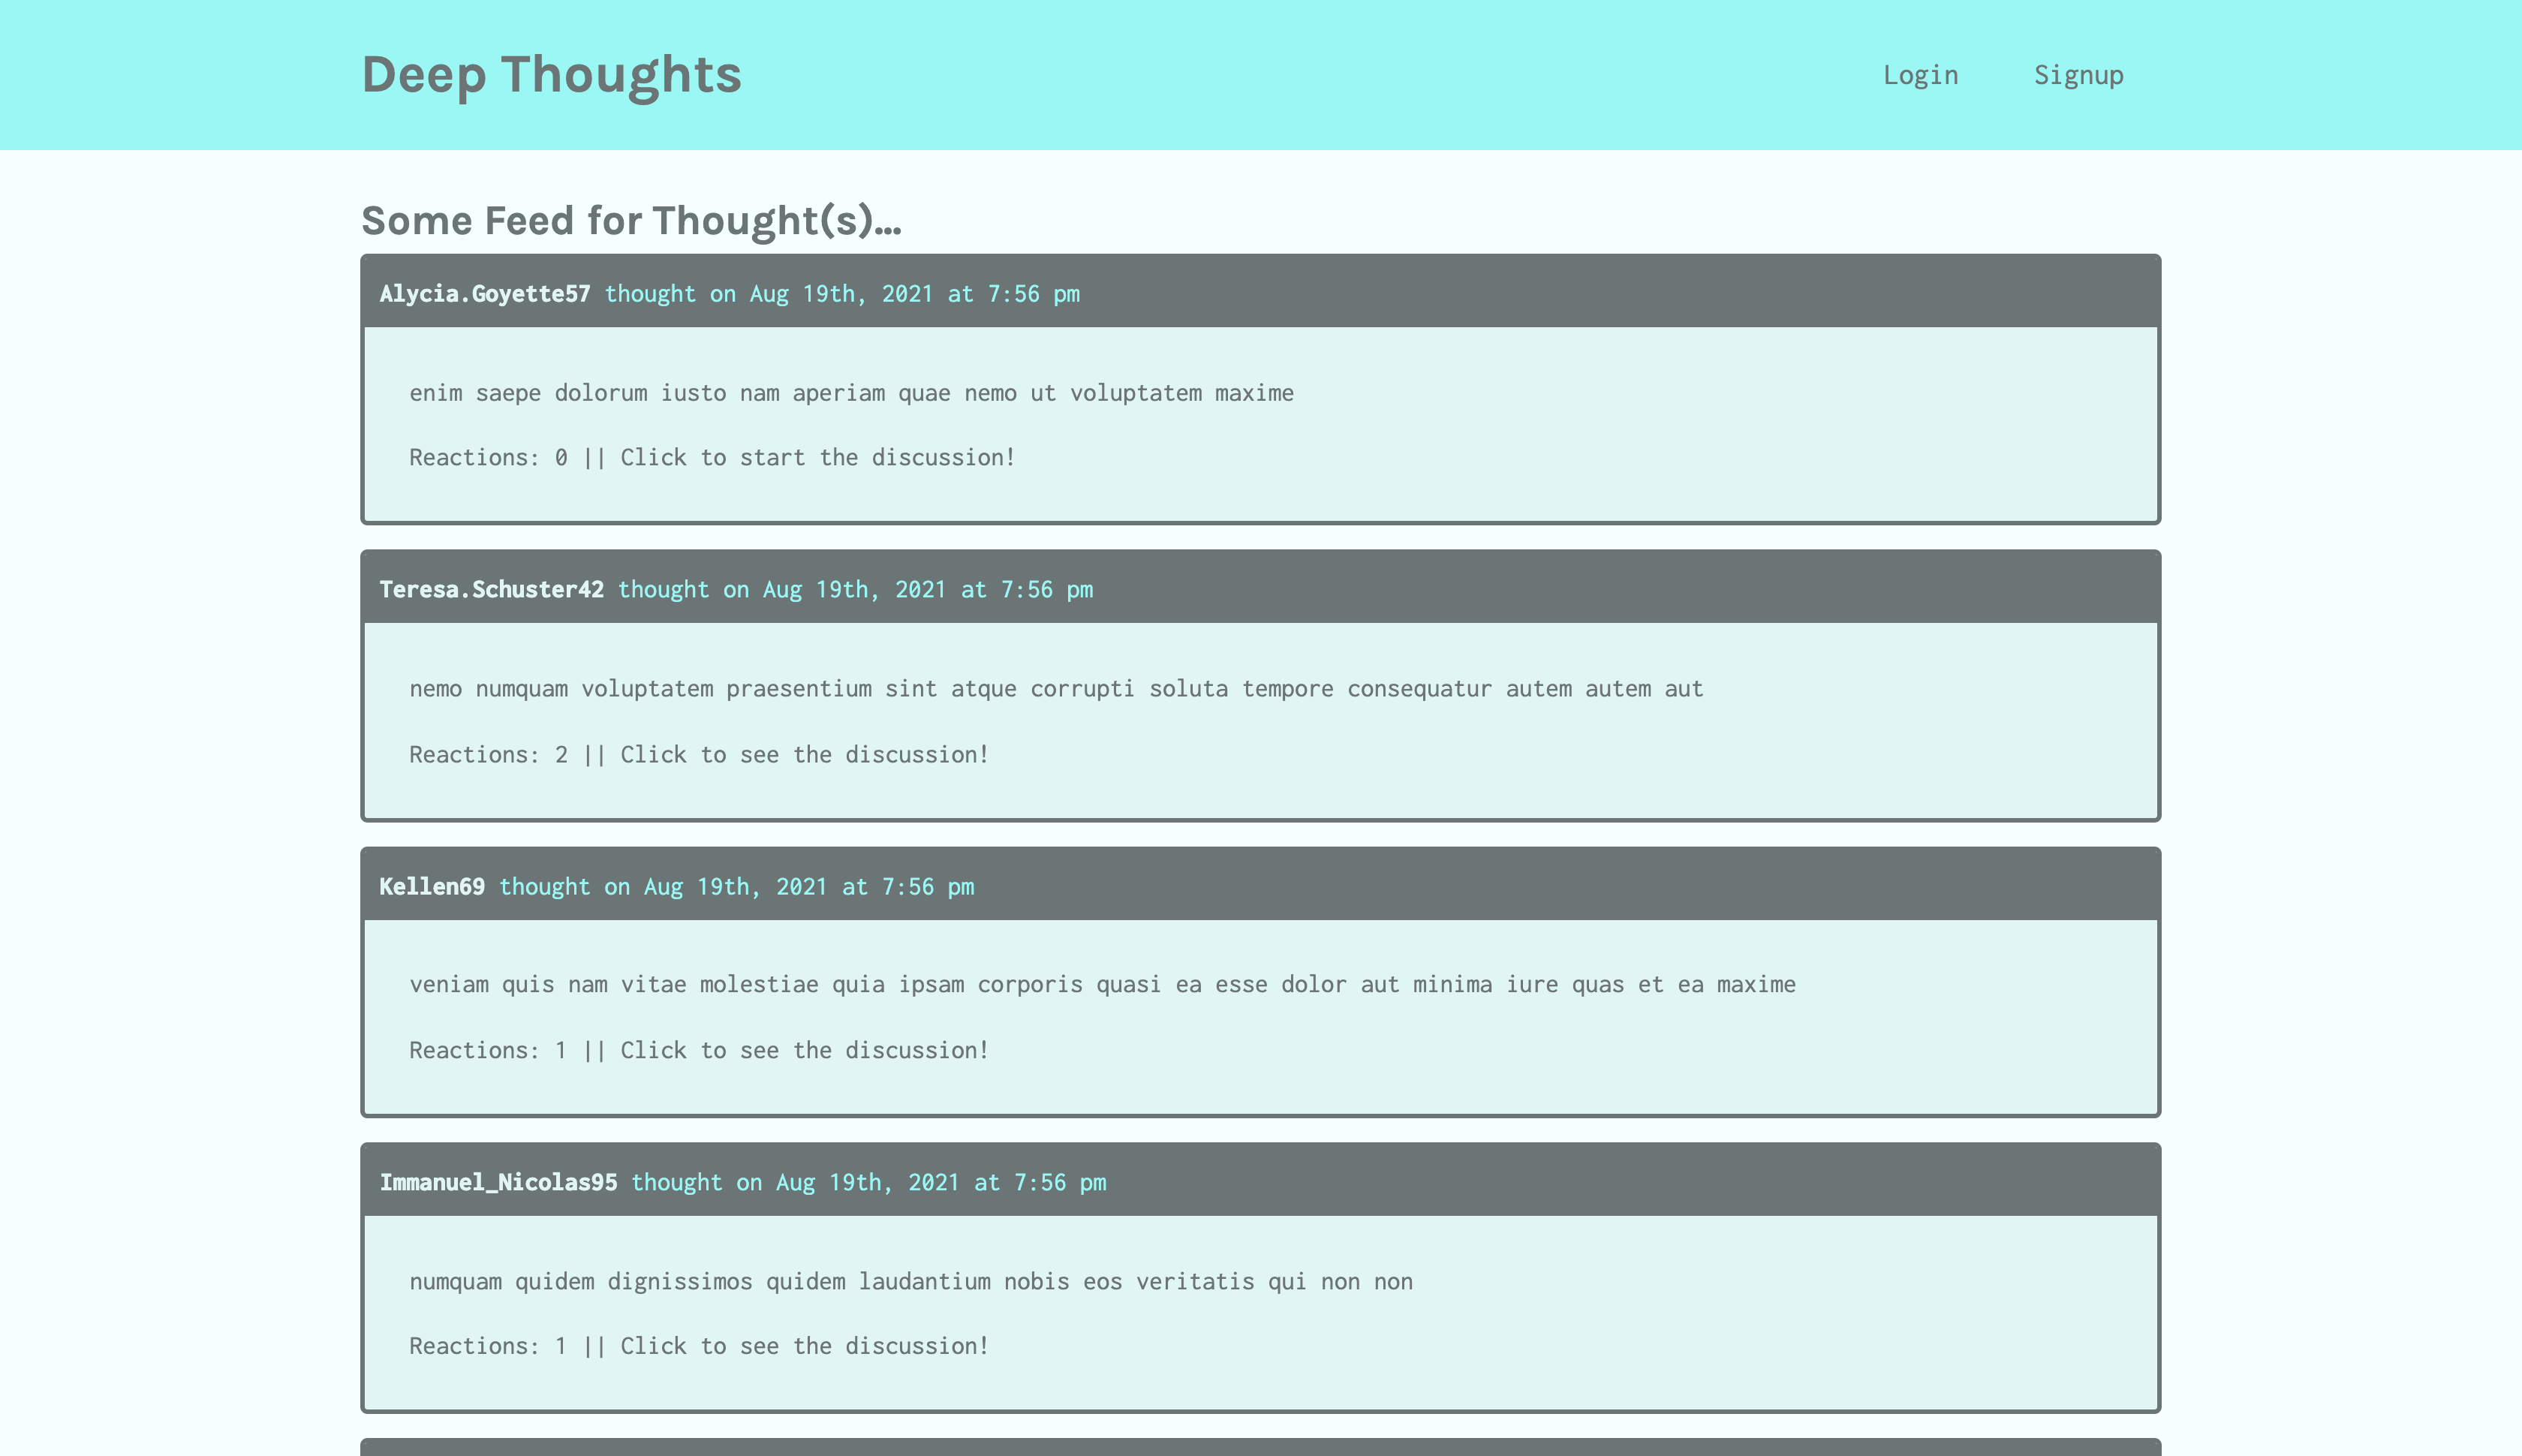 Deep Thoughts
Login Signup
Some Feed for Thought(s)...
Alycia.Goyette57 thought on Aug 19th, 2021 at 7:56 pm
enim saepe dolorum iusto nam aperiam quae nemo ut voluptatem maxime
Reactions: 0 || Click to start the discussion!
Teresa.Schuster42 thought on Aug 19th, 2021 at 7:56 pm
nemo numquam voluptatem praesentium sint atque corrupti soluta tempore consequatur autem autem aut
Reactions: 2 || Click to see the discussion!
Kellen69 thought on Aug 19th, 2021 at 7:56 pm
veniam quis nam vitae molestiae quia ipsam corporis quasi ea esse dolor aut minima iure quas et ea maxime
Reactions: 1 || Click to see the discussion!
Immanuel_Nicolas95 thought on Aug 19th, 2021 at 7:56 pm
numquam quidem dignissimos quidem laudantium nobis eos veritatis qui non non
Reactions: 1 || Click to see the discussion!